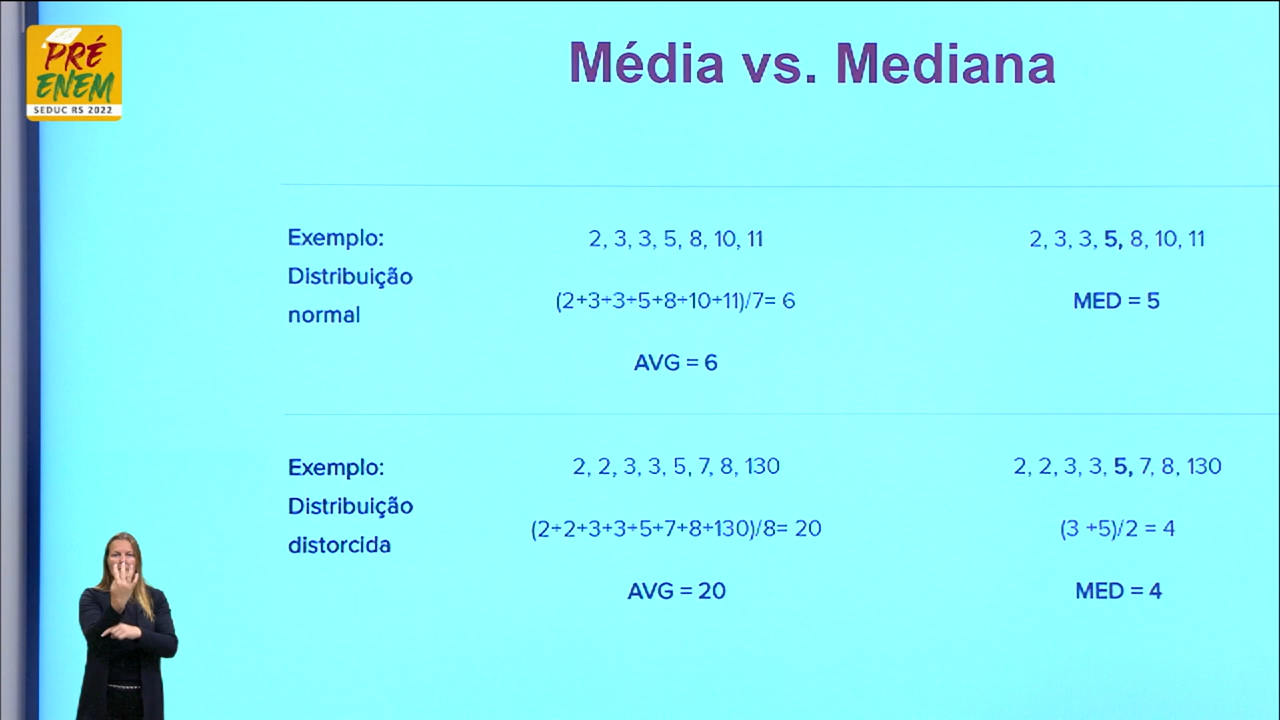 PRÉ
ENEM
SEDUC RS 2022
Média vs. Mediana
Exemplo:
Distribuição
normal
2, 3, 3, 5, 8, 10, 11
(2+3+3+5+8+10+11)/7= 6
AVG = 6
2, 3, 3, 5, 8, 10, 11
MED = 5
Exemplo:
Distribuição
distorcida
2, 2, 3, 3, 5, 7, 8, 130
(2+2+3+3+5+7+8+130)/8= 20
AVG = 20
2, 2, 3, 3, 5, 7, 8, 130
(3 +5)/2 = 4
MED = 4